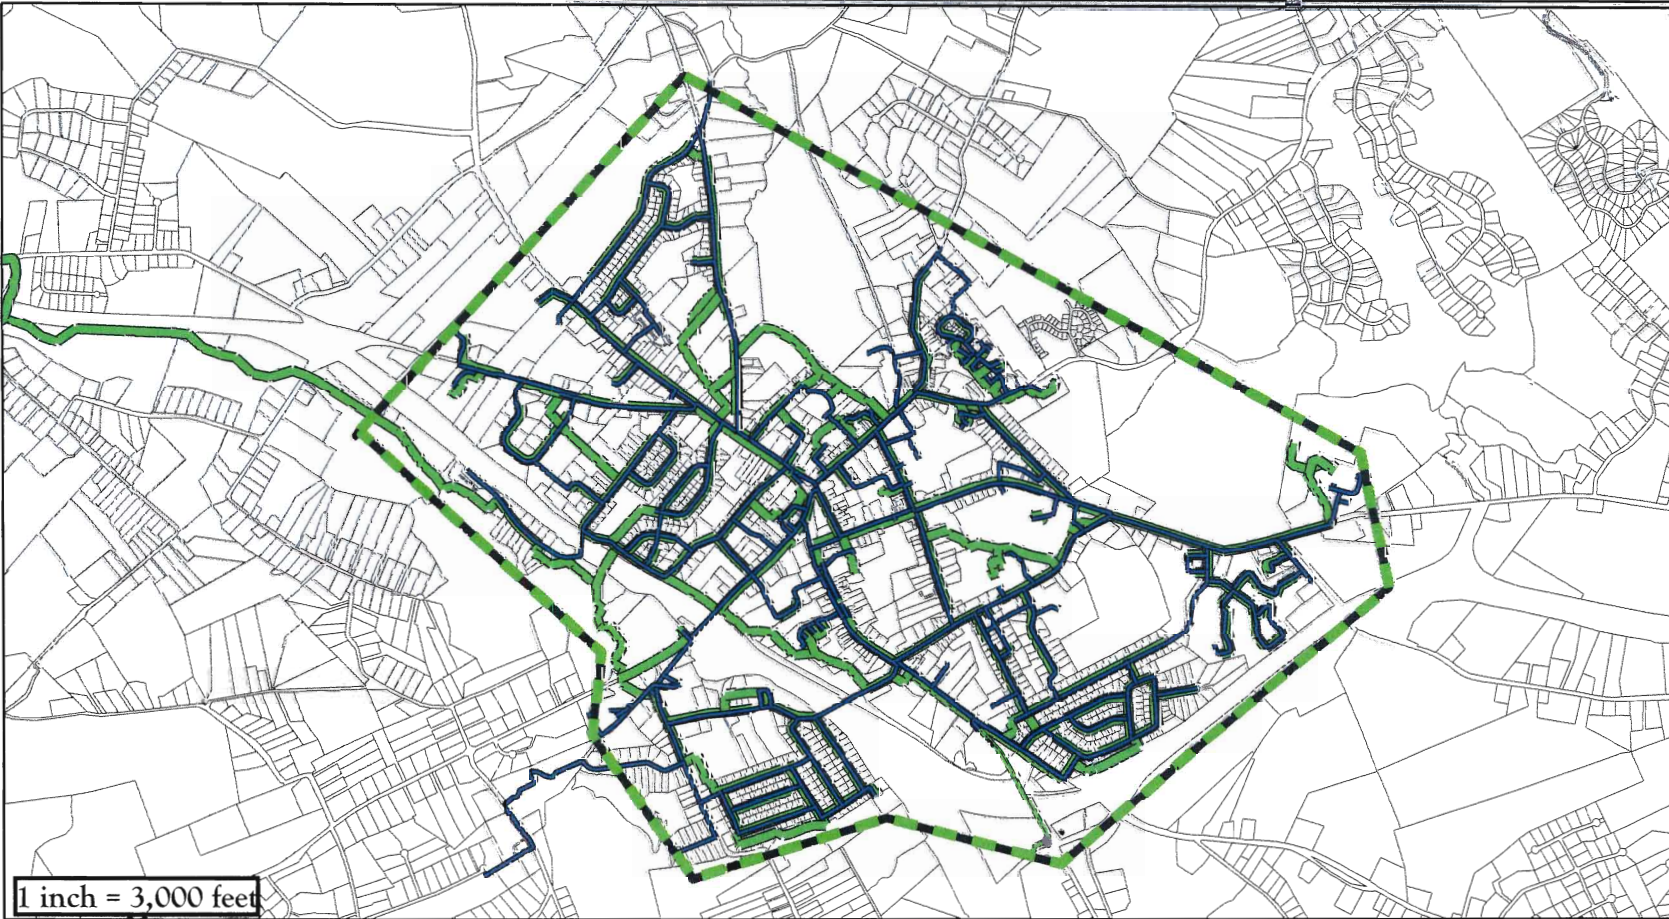 1 inch = 3,000 feet